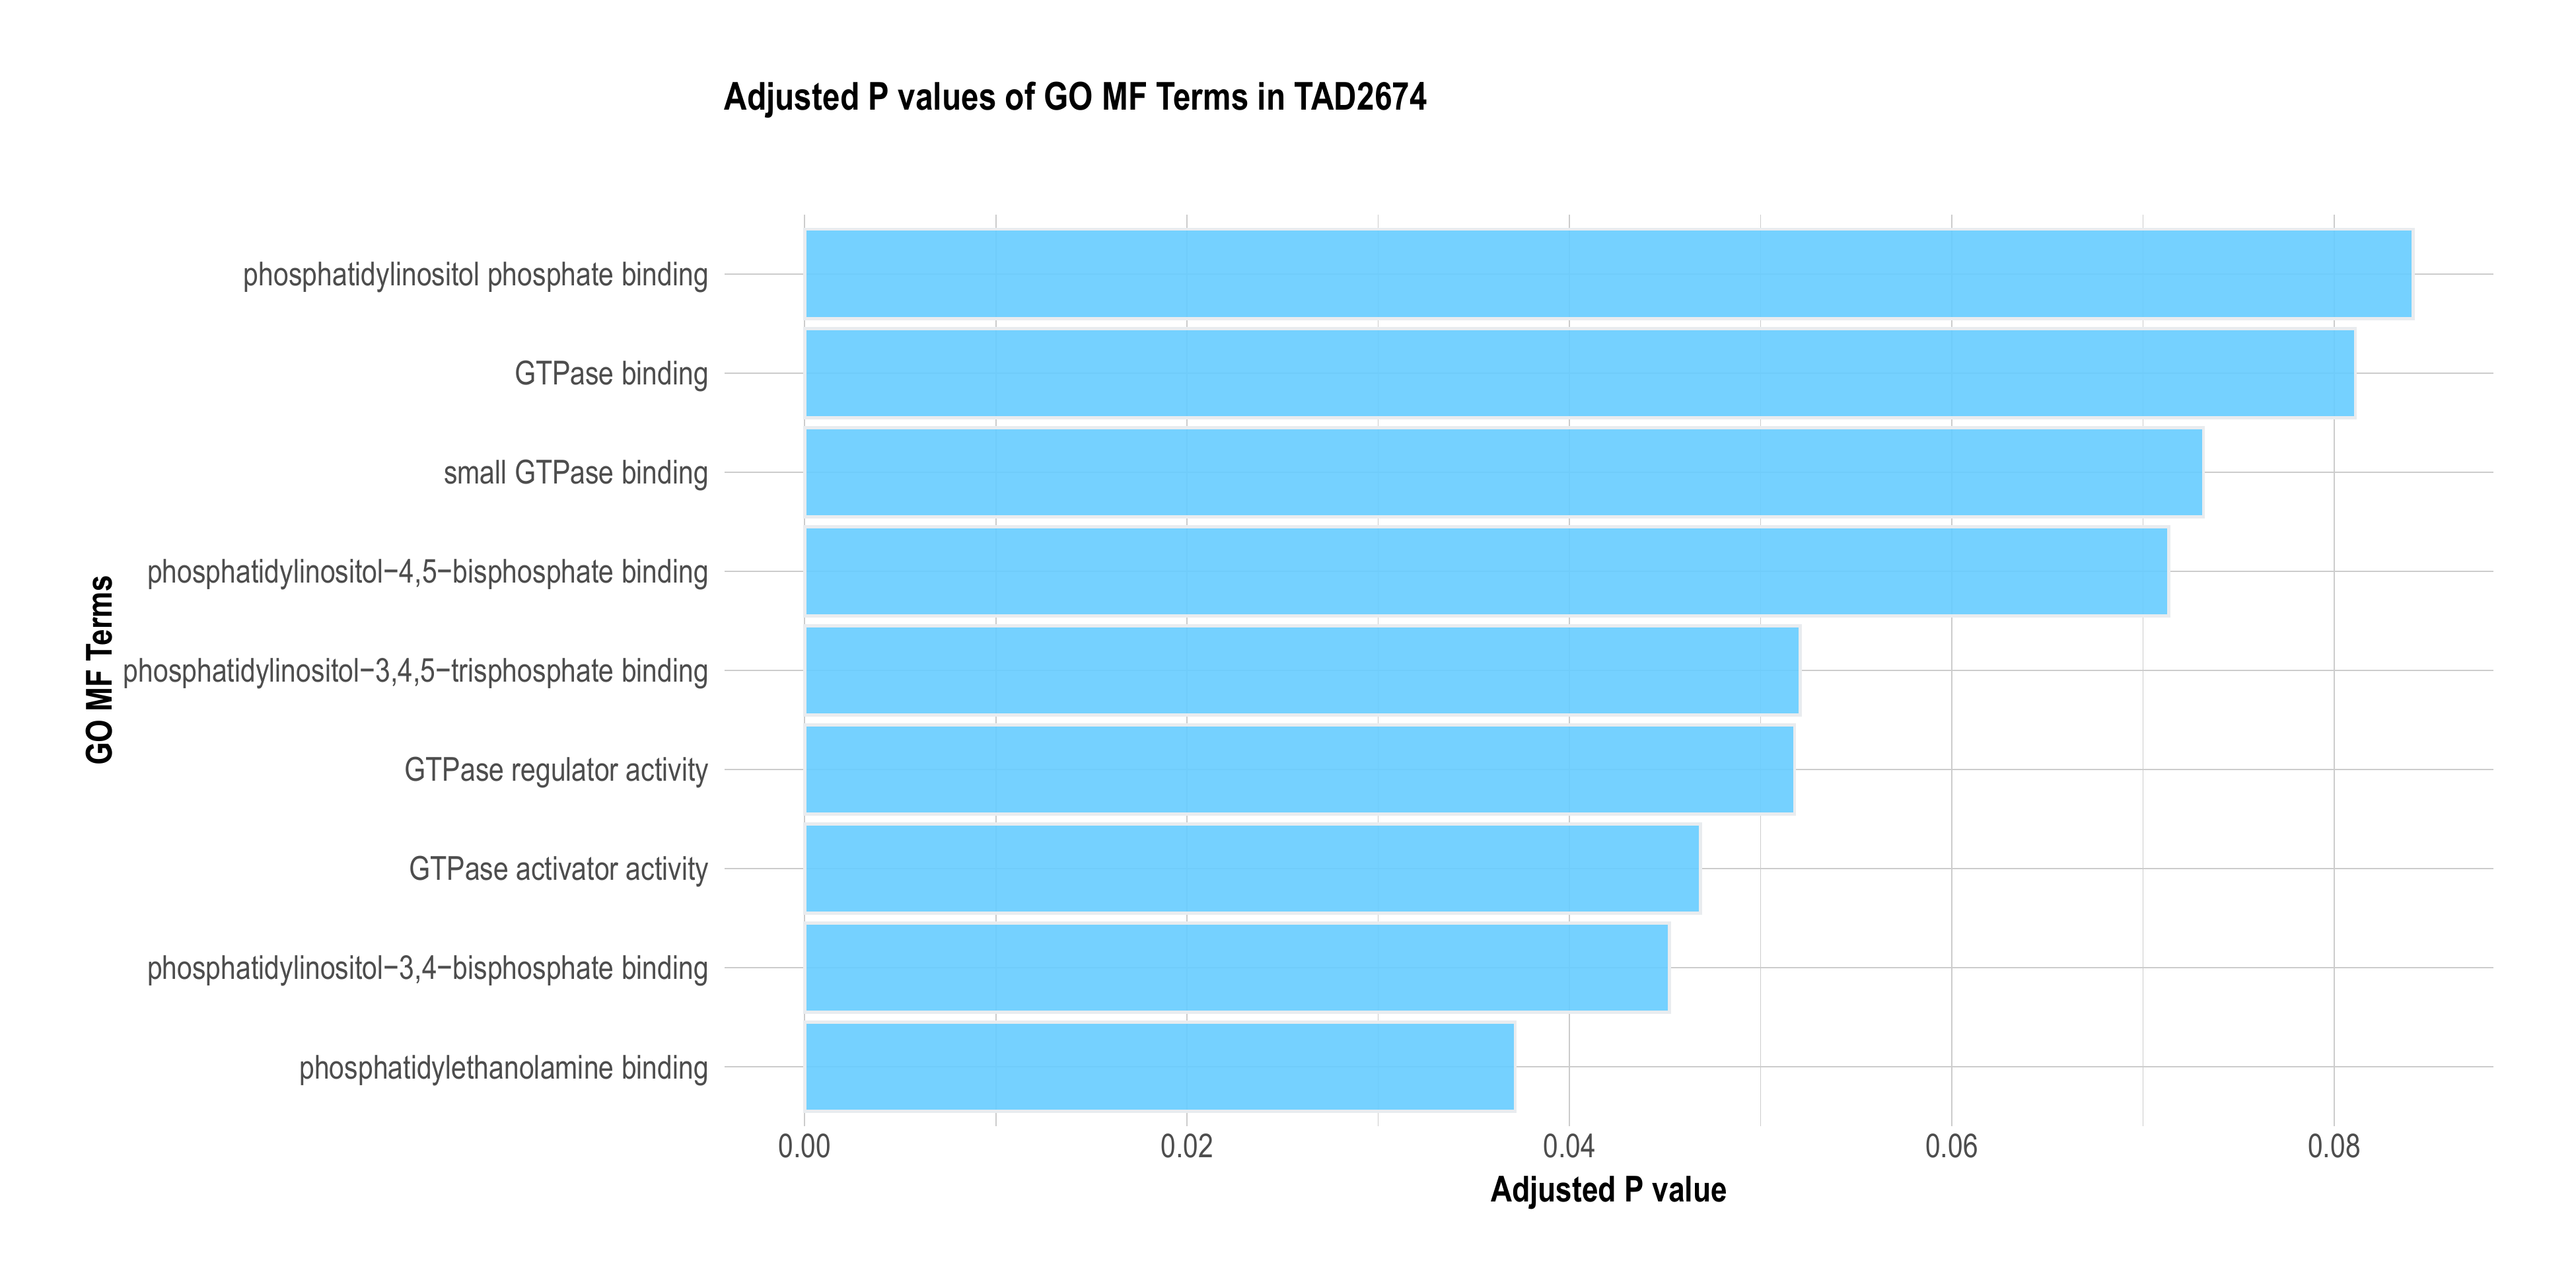 Adjusted P values of GO MF Terms in TAD2674
GO MF Terms
phosphatidylinositol phosphate binding
GTPase binding
small GTPase binding
phosphatidylinositol−4,5−bisphosphate binding
phosphatidylinositol−3,4,5−trisphosphate binding
GTPase regulator activity
GTPase activator activity
phosphatidylinositol−3,4−bisphosphate binding
phosphatidylethanolamine binding
0.00 0.02 0.04 0.06 0.08
Adjusted P value